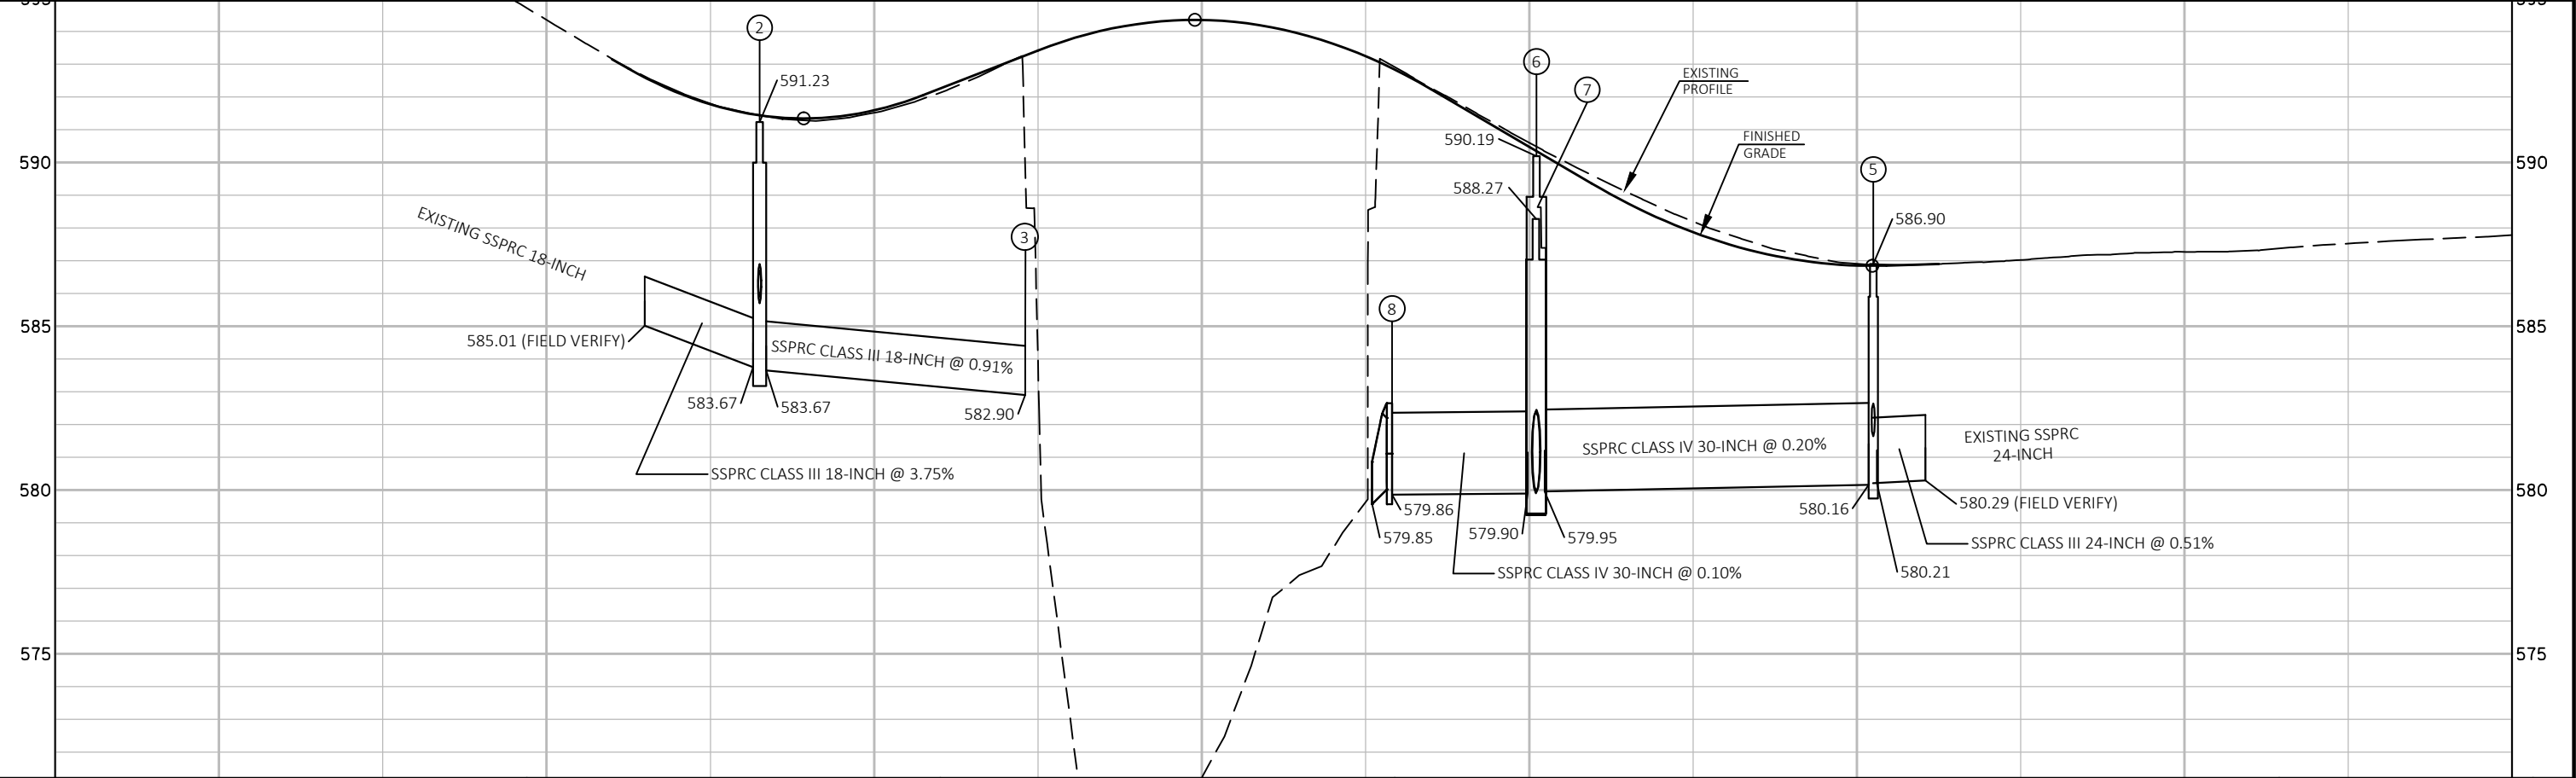 595
595
2
591.23
6
7
EXISTING
PROFILE
590.19
FINISHED
GRADE
590
590
5
588.27
586.90
EXISTING SSPRC 18-INCH
3
8
585
585
585.01 (FIELD VERIFY)
SSPRC CLASS III 18-INCH @ 0.91%
583.67
583.67
582.90
SSPRC CLASS III 18-INCH @ 3.75%
SSPRC CLASS IV 30-INCH @ 0.20%
EXISTING SSPRC
24-INCH
580
580
579.86
579.85
579.90
579.95
580.16
580.29 (FIELD VERIFY)
SSPRC CLASS III 24-INCH @ 0.51%
SSPRC CLASS IV 30-INCH @ 0.10%
580.21
575
575